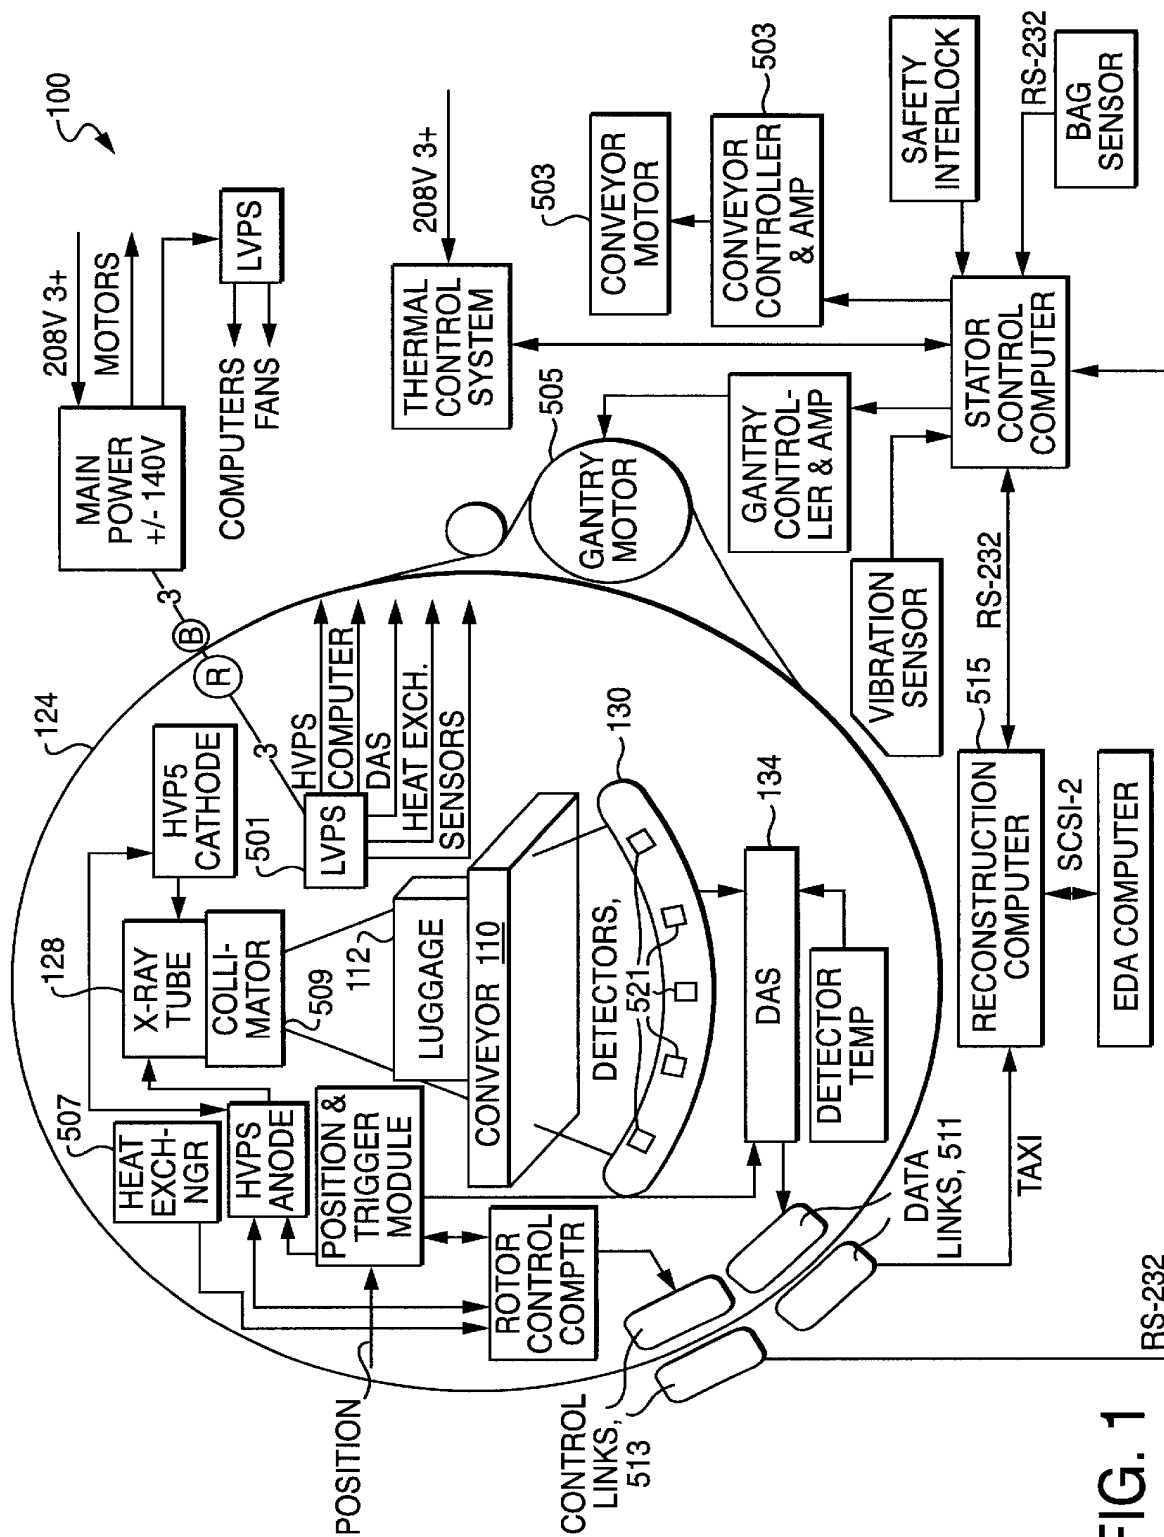 100
208V 3+
MOTORS
MAIN
POWER
+/- 140V
LVPS
COMPUTERS
FANS
3
B
R
3
124
128
HVP5
CATHODE
X-RAY
TUBE
COLLI-
MATOR
509
507
HEAT
EXCH-
NGR
HVPS
ANODE
POSITION &
TRIGGER
MODULE
POSITION
501
LVPS
HVPS
COMPUTER
DAS
HEAT EXCH.
SENSORS
112
LUGGAGE
CONVEYOR 110
DETECTORS,
521
130
134
DAS
DETECTOR
TEMP
ROTOR
CONTROL
COMPTR
CONTROL
LINKS,
513
DATA
LINKS, 511
TAXI
RS-232
208V 3+
THERMAL
CONTROL
SYSTEM
505
GANTRY
MOTOR
503
CONVEYOR
MOTOR
503
CONVEYOR
CONTROLLER
& AMP
GANTRY
CONTROL-
LER & AMP
VIBRATION
SENSOR
SAFETY
INTERLOCK
RS-232
BAG
SENSOR
STATOR
CONTROL
COMPUTER
RS-232
515
RECONSTRUCTION
COMPUTER
SCSI-2
EDA COMPUTER
FIG. 1